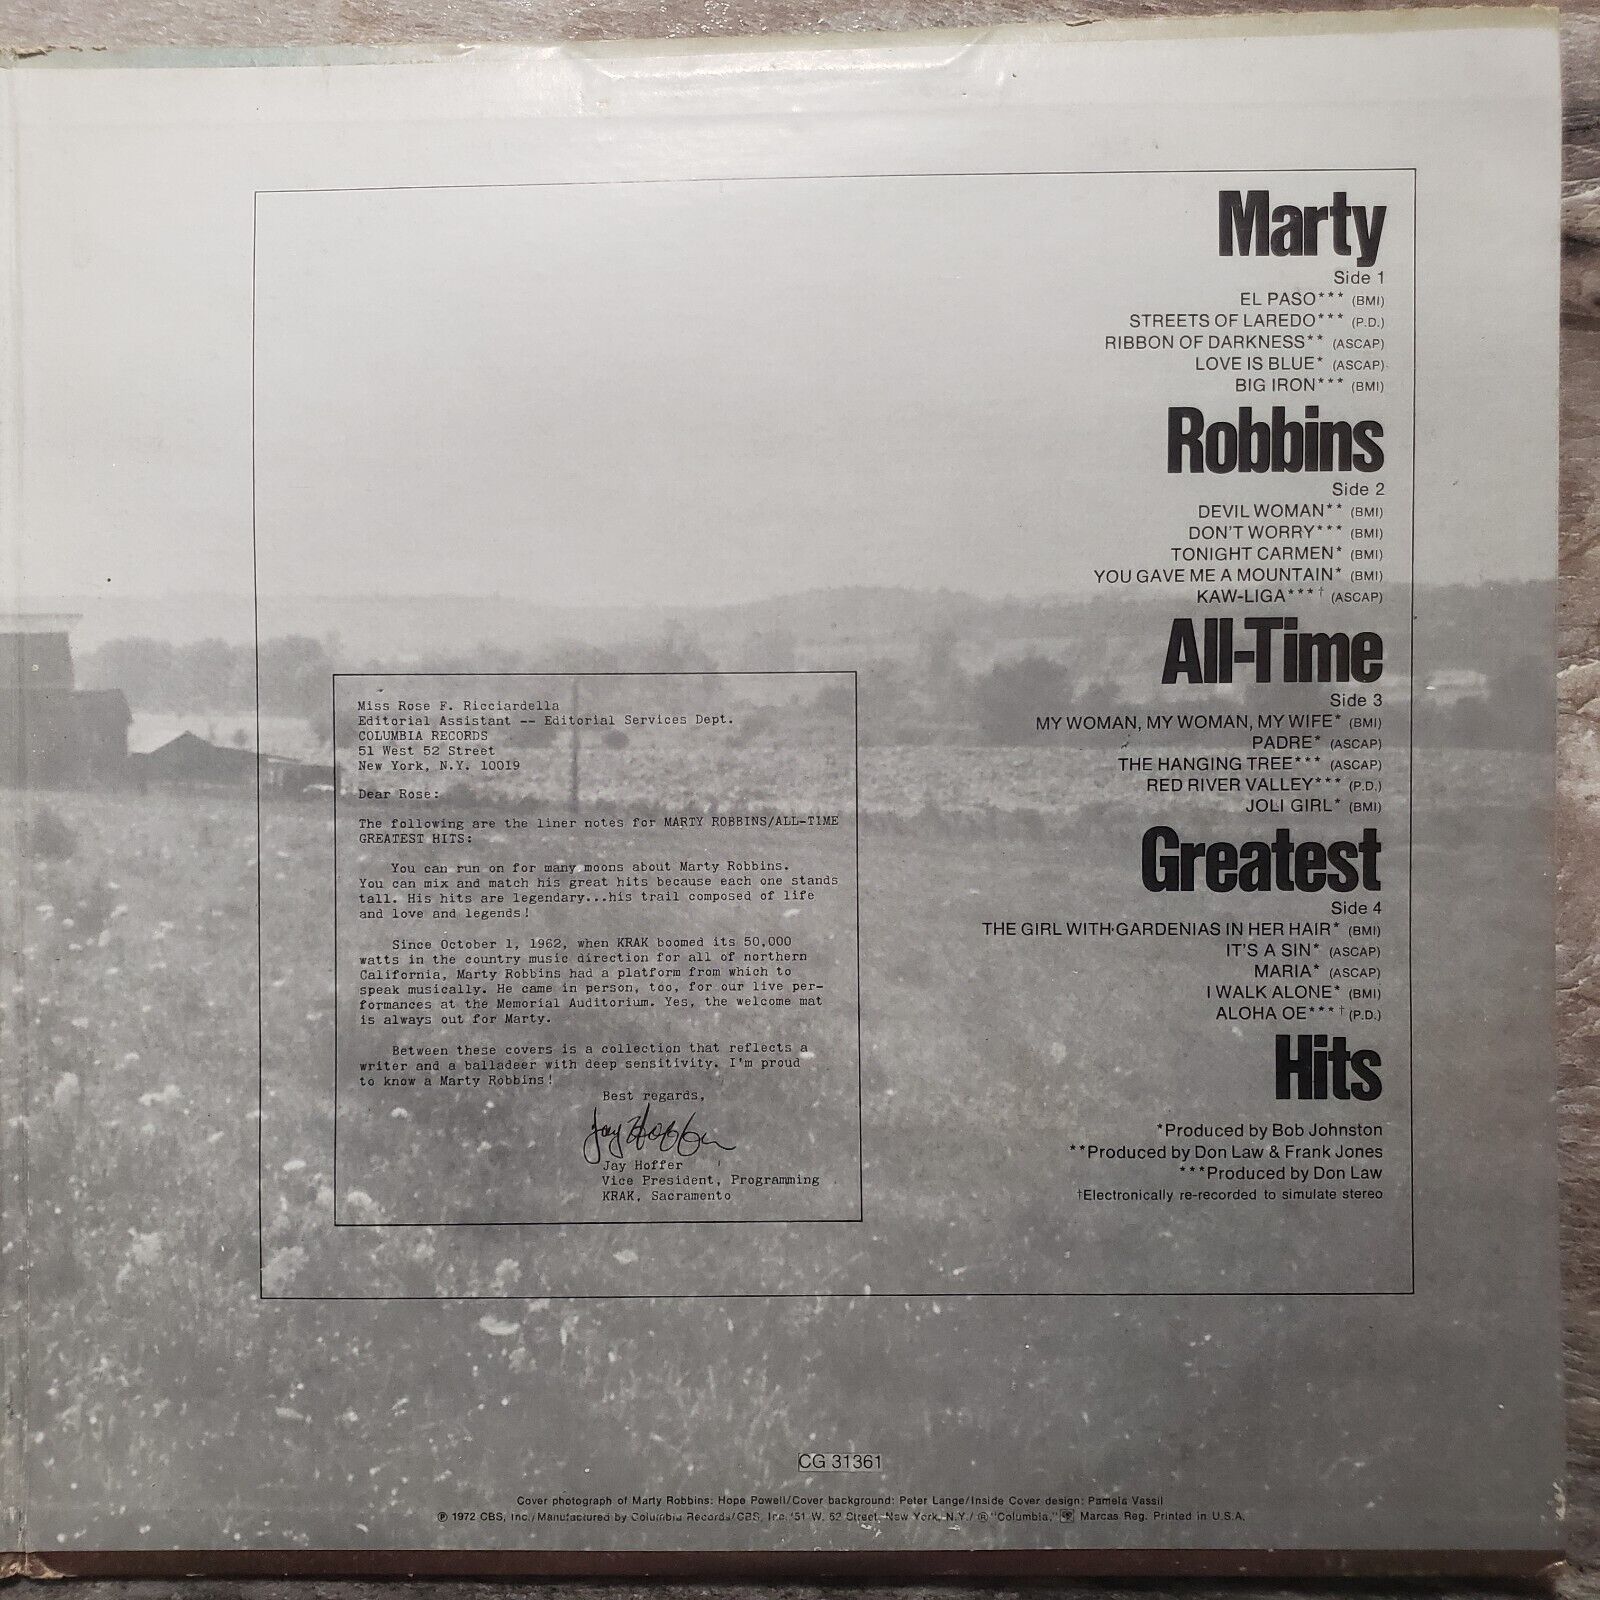 Marty
Side 1
EL PASO*** (BMI)
STREETS OF LAREDO*** (P.D.)
RIBBON OF DARKNESS** (ASCAP)
LOVE IS BLUE* (ASCAP)
BIG IRON*** (BMI)
Robbins
Side 2
DEVIL WOMAN** (BMI)
DON'T WORRY*** (BMI)
TONIGHT CARMEN* (BMI)
YOU GAVE ME A MOUNTAIN* (BMI)
KAW-LIGA***† (ASCAP)
All-Time
Side 3
MY WOMAN, MY WOMAN, MY WIFE* (BMI)
PADRE* (ASCAP)
THE HANGING TREE*** (ASCAP)
RED RIVER VALLEY*** (P.D.)
JOLI GIRL* (BMI)
Greatest
Side 4
THE GIRL WITH GARDENIAS IN HER HAIR* (BMI)
IT'S A SIN* (ASCAP)
MARIA* (ASCAP)
I WALK ALONE* (BMI)
ALOHA OE***† (P.D.)
Hits
*Produced by Bob Johnston
**Produced by Don Law & Frank Jones
***Produced by Don Law
†Electronically re-recorded to simulate stereo
Miss Rose F. Ricciardella
Editorial Assistant -- Editorial Services Dept.
COLUMBIA RECORDS
51 West 52 Street
New York, N.Y. 10019
Dear Rose:
The following are the liner notes for MARTY ROBBINS/ALL-TIME
GREATEST HITS:
You can run on for many moons about Marty Robbins.
You can mix and match his great hits because each one stands
tall. His hits are legendary...his trail composed of life
and love and legends!
Since October 1, 1962, when KRAK boomed its 50,000
watts in the country music direction for all of northern
California, Marty Robbins had a platform from which to
speak musically. He came in person, too, for our live per-
formances at the Memorial Auditorium. Yes, the welcome mat
is always out for Marty.
Between these covers is a collection that reflects a
writer and a balladeer with deep sensitivity. I'm proud
to know a Marty Robbins!
Best regards,
Jay Hoffer
Jay Hoffer
Vice President, Programming
KRAK, Sacramento
CG 31361
Cover photograph of Marty Robbins: Hope Powell/Cover background: Peter Lange/Inside Cover design: Pamela Vassil
℗ 1972 CBS, Inc./Manufactured by Columbia Records/CBS, Inc. 51 W. 52 Street, New York, N.Y./ ® "Columbia," Marcas Reg. Printed in U.S.A.